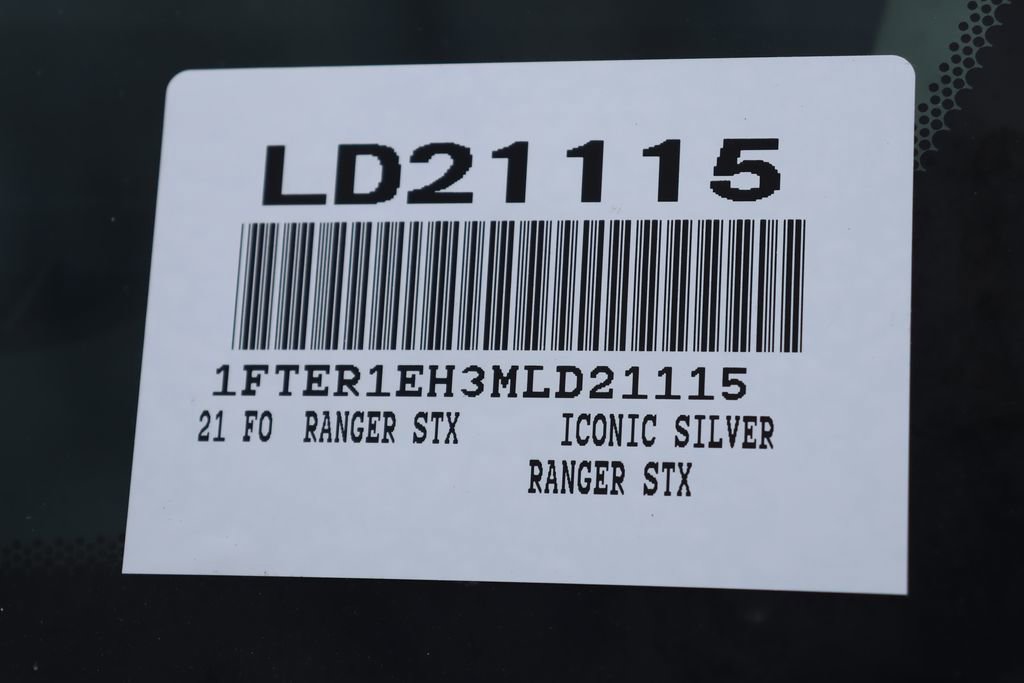 LD21115
1FTER1EH3MLD21115
21 FO RANGER STX ICONIC SILVER
RANGER STX